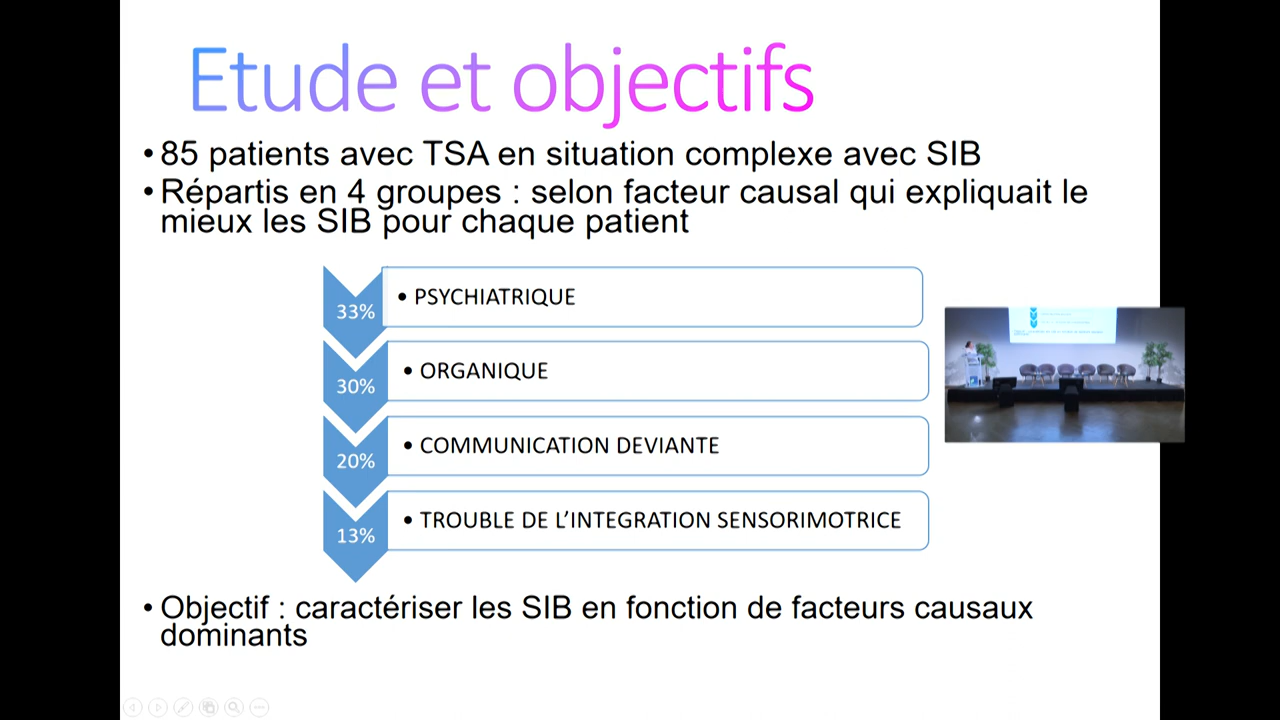 Etude et objectifs
• 85 patients avec TSA en situation complexe avec SIB
• Répartis en 4 groupes : selon facteur causal qui expliquait le
mieux les SIB pour chaque patient
33% • PSYCHIATRIQUE
30% • ORGANIQUE
20% • COMMUNICATION DEVIANTE
13% • TROUBLE DE L’INTEGRATION SENSORIMOTRICE
• Objectif : caractériser les SIB en fonction de facteurs causaux
dominants